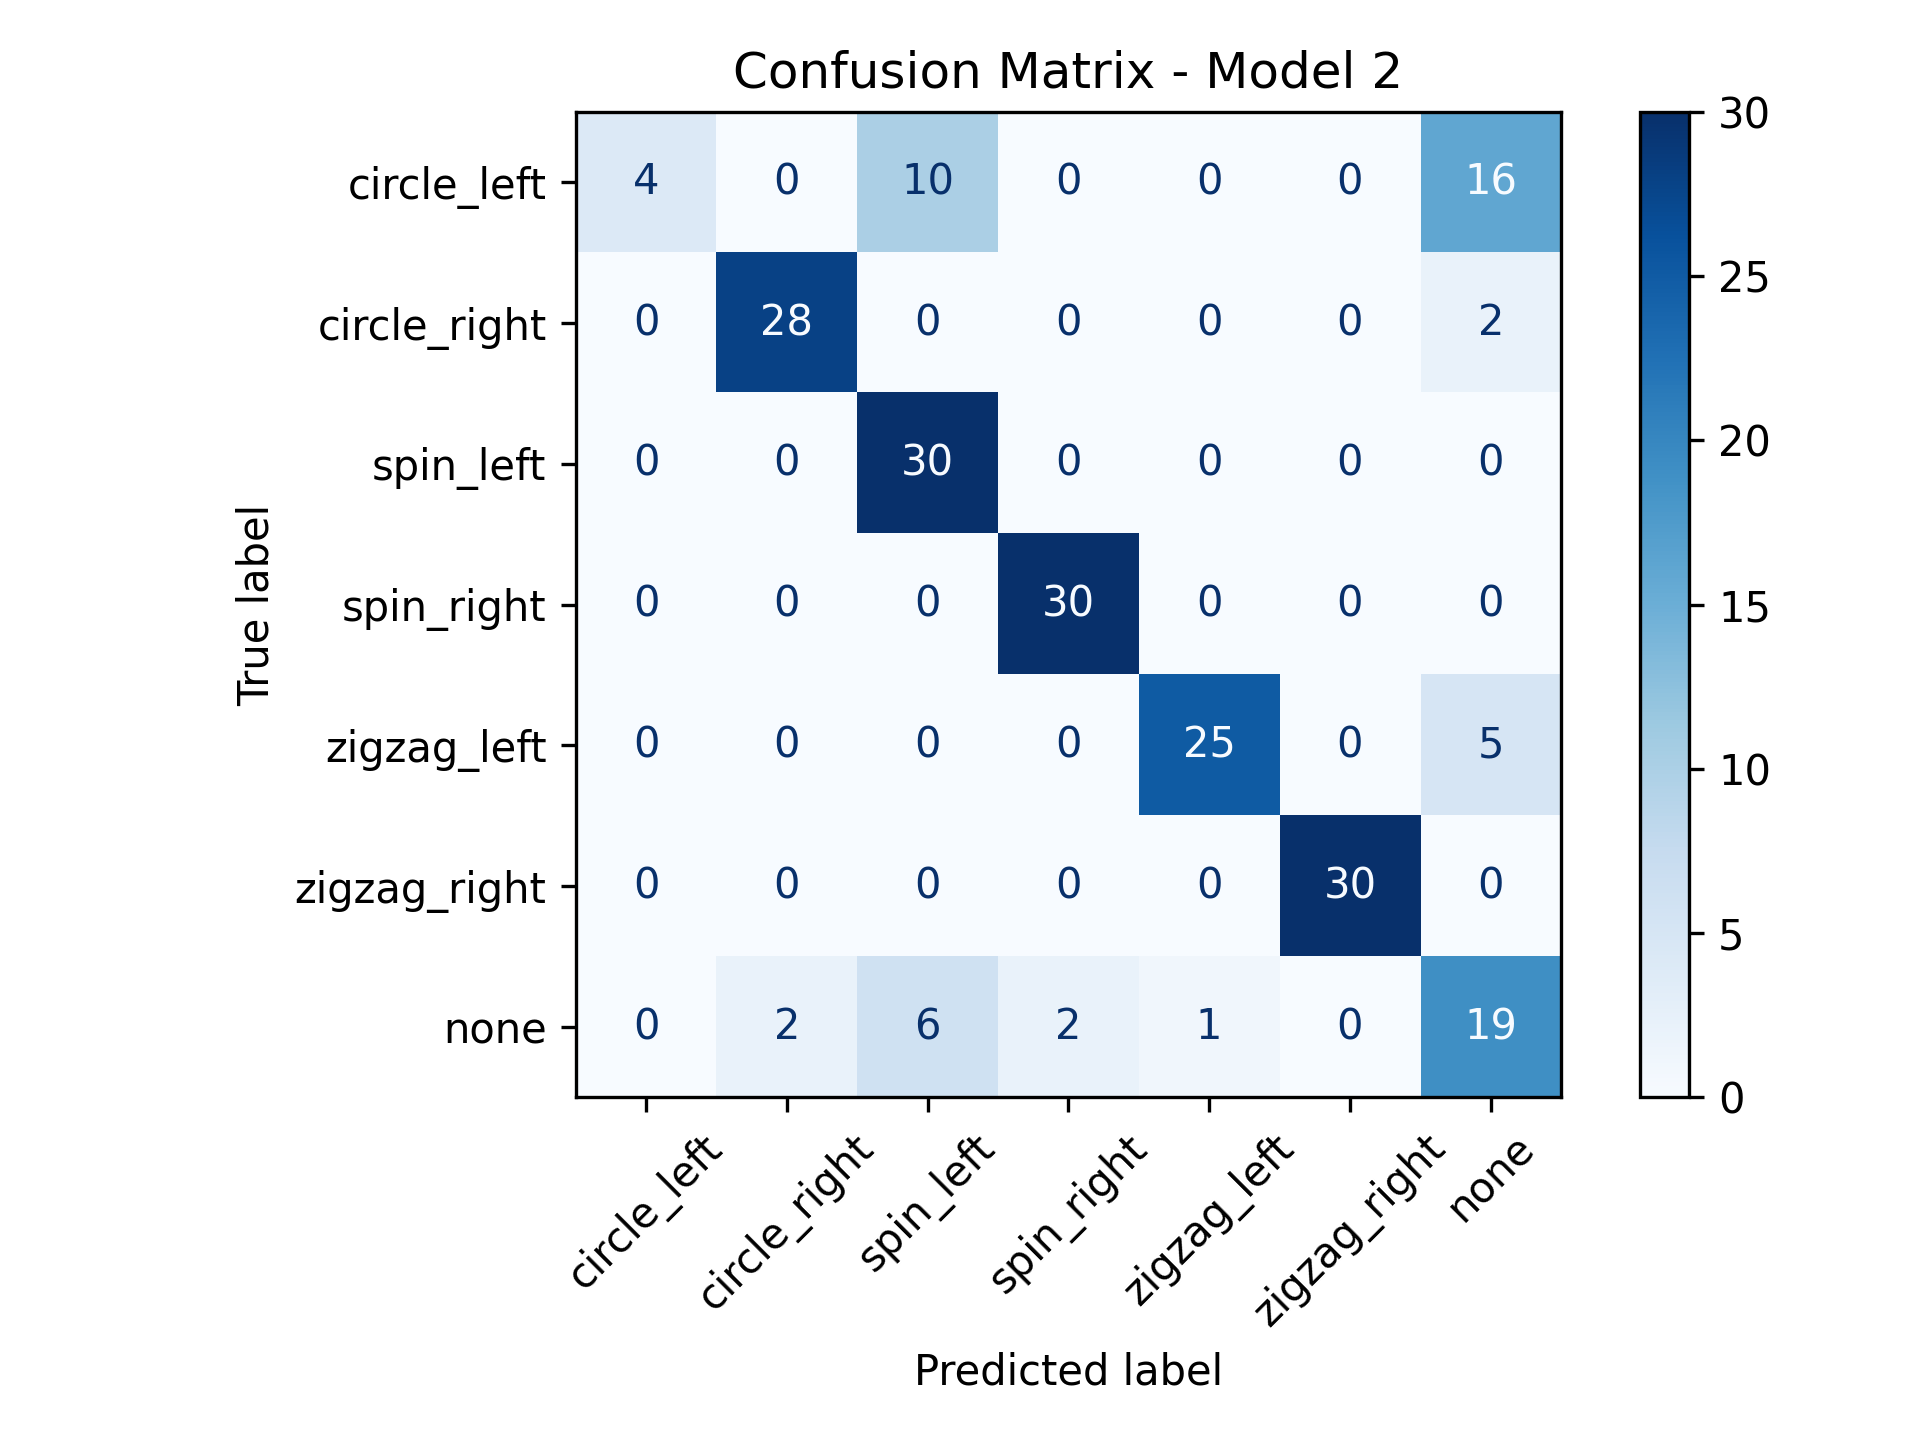 Confusion Matrix - Model 2
True label
circle_left 4 0 10 0 0 0 16
circle_right 0 28 0 0 0 0 2
spin_left 0 0 30 0 0 0 0
spin_right 0 0 0 30 0 0 0
zigzag_left 0 0 0 0 25 0 5
zigzag_right 0 0 0 0 0 30 0
none 0 2 6 2 1 0 19
circle_left circle_right spin_left spin_right zigzag_left zigzag_right none
Predicted label
30
25
20
15
10
5
0